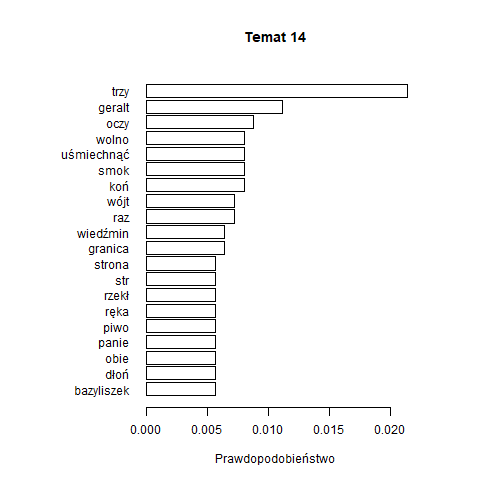 Temat 14
trzy
geralt
oczy
wolno
uśmiechnąć
smok
koń
wójt
raz
wiedźmin
granica
strona
str
rzekł
ręka
piwo
panie
obie
dłoń
bazyliszek
0.000 0.005 0.010 0.015 0.020
Prawdopodobieństwo